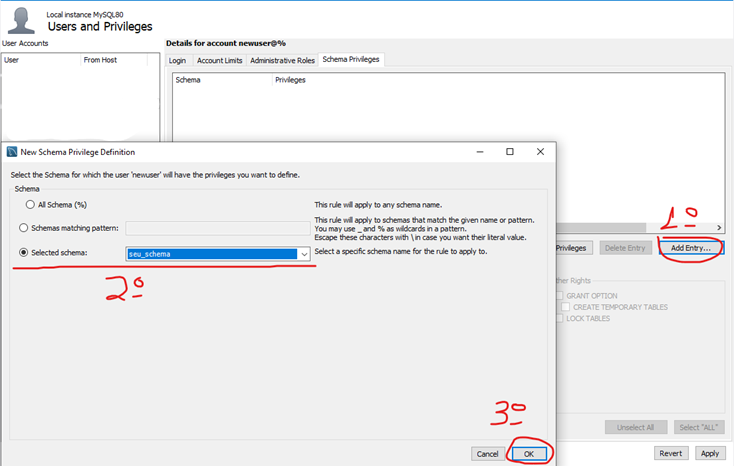 Local instance MySQL80
Users and Privileges
User Accounts
User From Host
Details for account newuser@%
Login Account Limits Administrative Roles Schema Privileges
Schema Privileges
1º
Privileges Delete Entry Add Entry...
New Schema Privilege Definition
Select the Schema for which the user 'newuser' will have the privileges you want to define.
Schema
All Schema (%) This rule will apply to any schema name.
Schemas matching pattern: This rule will apply to schemas that match the given name or pattern.
You may use _ and % as wildcards in a pattern.
Escape these characters with \ in case you want their literal value.
Selected schema: seu_schema Select a specific schema name for the rule to apply to.
2º
3º
Cancel OK
ther Rights
GRANT OPTION
CREATE TEMPORARY TABLES
LOCK TABLES
Unselect All Select "ALL"
Revert Apply